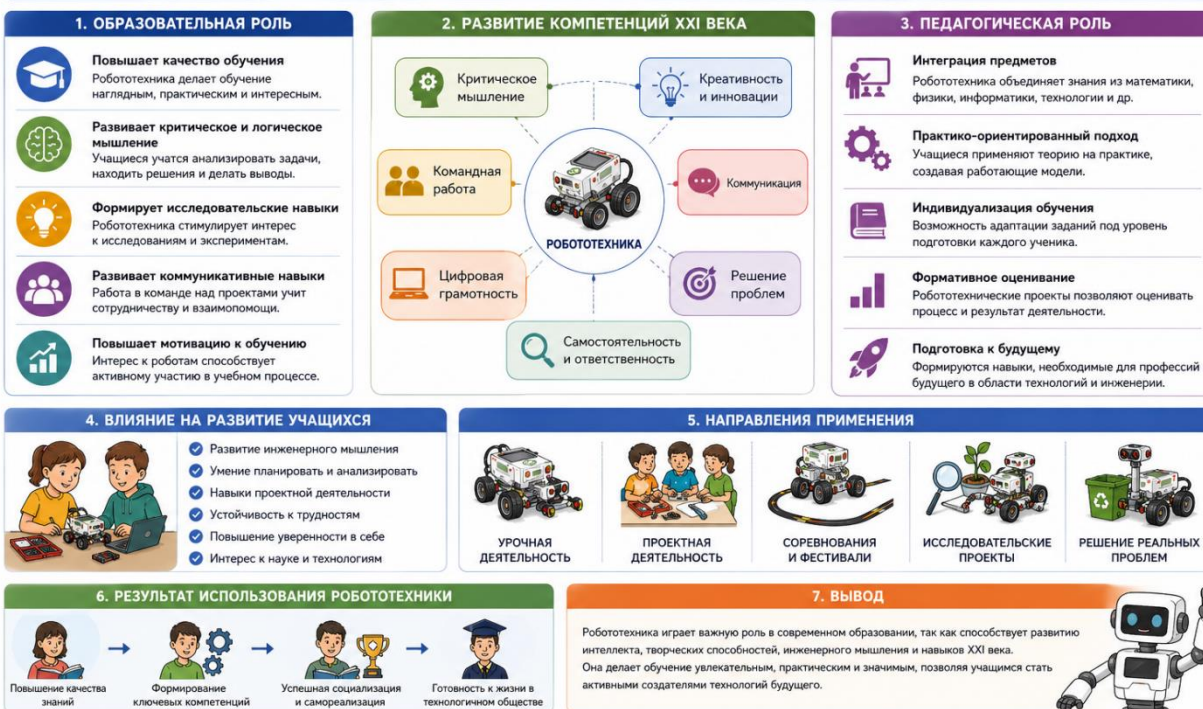 1. ОБРАЗОВАТЕЛЬНАЯ РОЛЬ
Повышает качество обучения
Робототехника делает обучение
наглядным, практическим и интересным.
Развивает критическое и логическое
мышление
Учащиеся учатся анализировать задачи,
находить решения и делать выводы.
Формирует исследовательские навыки
Робототехника стимулирует интерес
к исследованиям и экспериментам.
Развивает коммуникативные навыки
Работа в команде над проектами учит
сотрудничеству и взаимопомощи.
Повышает мотивацию к обучению
Интерес к роботам способствует
активному участию в учебном процессе.
2. РАЗВИТИЕ КОМПЕТЕНЦИЙ XXI ВЕКА
Критическое
мышление
Креативность
и инновации
Командная
работа
Коммуникация
РОБОТОТЕХНИКА
Цифровая
грамотность
Решение
проблем
Самостоятельность
и ответственность
3. ПЕДАГОГИЧЕСКАЯ РОЛЬ
Интеграция предметов
Робототехника объединяет знания из математики,
физики, информатики, технологии и др.
Практико-ориентированный подход
Учащиеся применяют теорию на практике,
создавая работающие модели.
Индивидуализация обучения
Возможность адаптации заданий под уровень
подготовки каждого ученика.
Формативное оценивание
Робототехнические проекты позволяют оценивать
процесс и результат деятельности.
Подготовка к будущему
Формируются навыки, необходимые для профессий
будущего в области технологий и инженерии.
4. ВЛИЯНИЕ НА РАЗВИТИЕ УЧАЩИХСЯ
Развитие инженерного мышления
Умение планировать и анализировать
Навыки проектной деятельности
Устойчивость к трудностям
Повышение уверенности в себе
Интерес к науке и технологиям
5. НАПРАВЛЕНИЯ ПРИМЕНЕНИЯ
УРОЧНАЯ
ДЕЯТЕЛЬНОСТЬ
ПРОЕКТНАЯ
ДЕЯТЕЛЬНОСТЬ
СОРЕВНОВАНИЯ
И ФЕСТИВАЛИ
ИССЛЕДОВАТЕЛЬСКИЕ
ПРОЕКТЫ
РЕШЕНИЕ РЕАЛЬНЫХ
ПРОБЛЕМ
6. РЕЗУЛЬТАТ ИСПОЛЬЗОВАНИЯ РОБОТОТЕХНИКИ
Повышение качества
знаний
Формирование
ключевых компетенций
Успешная социализация
и самореализация
Готовность к жизни в
технологичном обществе
7. ВЫВОД
Робототехника играет важную роль в современном образовании, так как способствует развитию
интеллекта, творческих способностей, инженерного мышления и навыков XXI века.
Она делает обучение увлекательным, практическим и значимым, позволяя учащимся стать
активными создателями технологий будущего.